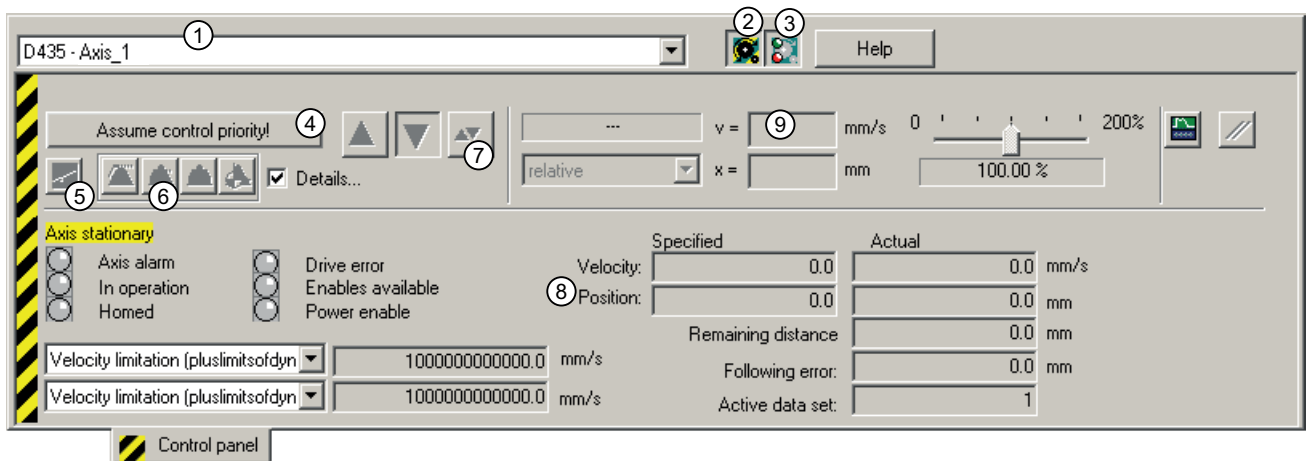 1 2 3
D435 - Axis_1 Help
Assume control priority! 4 --- v = 9 mm/s 0 200%
7
relative x = mm 100.00 %
5 6 Details...
Axis stationary
Specified Actual
Axis alarm Drive error Velocity: 0.0 0.0 mm/s
In operation Enables available 8 Position: 0.0 0.0 mm
Homed Power enable
Remaining distance 0.0 mm
Velocity limitation (pluslimitsofdyn 1000000000000.0 mm/s
Following error: 0.0 mm
Velocity limitation (pluslimitsofdyn 1000000000000.0 mm/s
Active data set: 1
Control panel